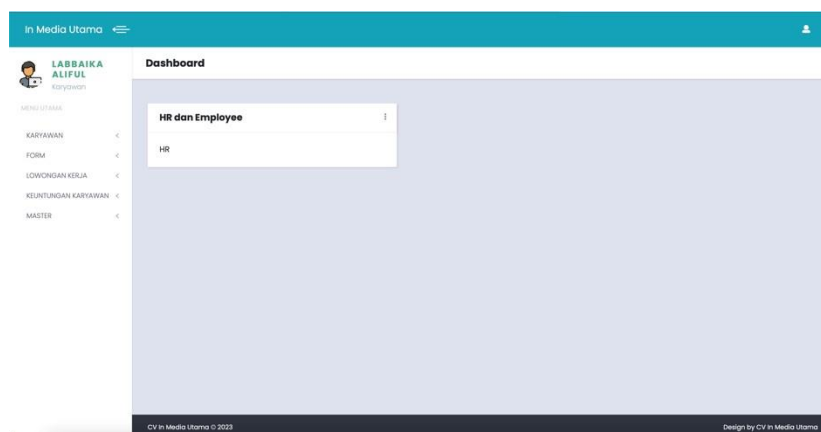 In Media Utama
LABBAIKA
ALIFUL
Karyawan
MENU UTAMA
KARYAWAN
FORM
LOWONGAN KERJA
KEUNTUNGAN KARYAWAN
MASTER
Dashboard
HR dan Employee
HR
CV In Media Utama © 2023
Design by CV In Media Utama